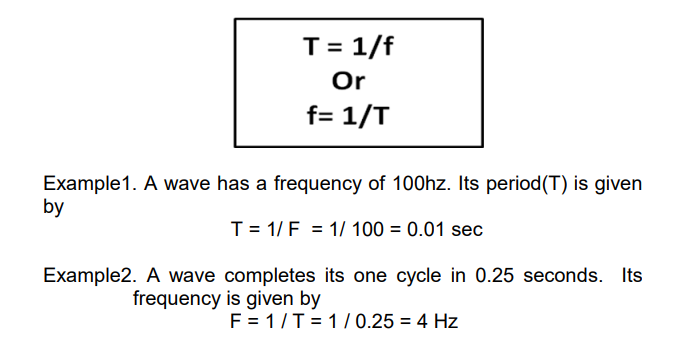 T = 1/f
Or
f= 1/T
Example1. A wave has a frequency of 100hz. Its period(T) is given
by
T = 1/ F = 1/ 100 = 0.01 sec
Example2. A wave completes its one cycle in 0.25 seconds. Its
frequency is given by
F = 1 / T = 1 / 0.25 = 4 Hz